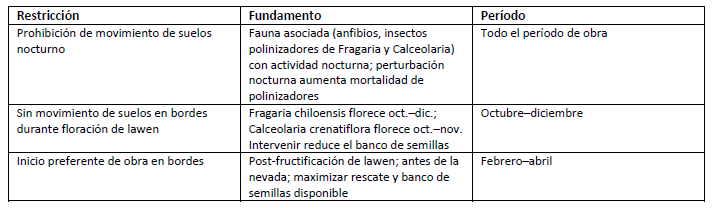 Restricción Fundamento Período
Prohibición de movimiento de suelos Fauna asociada (anfibios, insectos Todo el período de obra
nocturno polinizadores de Fragaria y Calceolaria)
con actividad nocturna; perturbación
nocturna aumenta mortalidad de
polinizadores
Sin movimiento de suelos en bordes Fragaria chiloensis florece oct.–dic.; Octubre–diciembre
durante floración de lawen Calceolaria crenatiflora florece oct.–nov.
Intervenir reduce el banco de semillas
Inicio preferente de obra en bordes Post-fructificación de lawen; antes de la Febrero–abril
nevada; maximizar rescate y banco de
semillas disponible